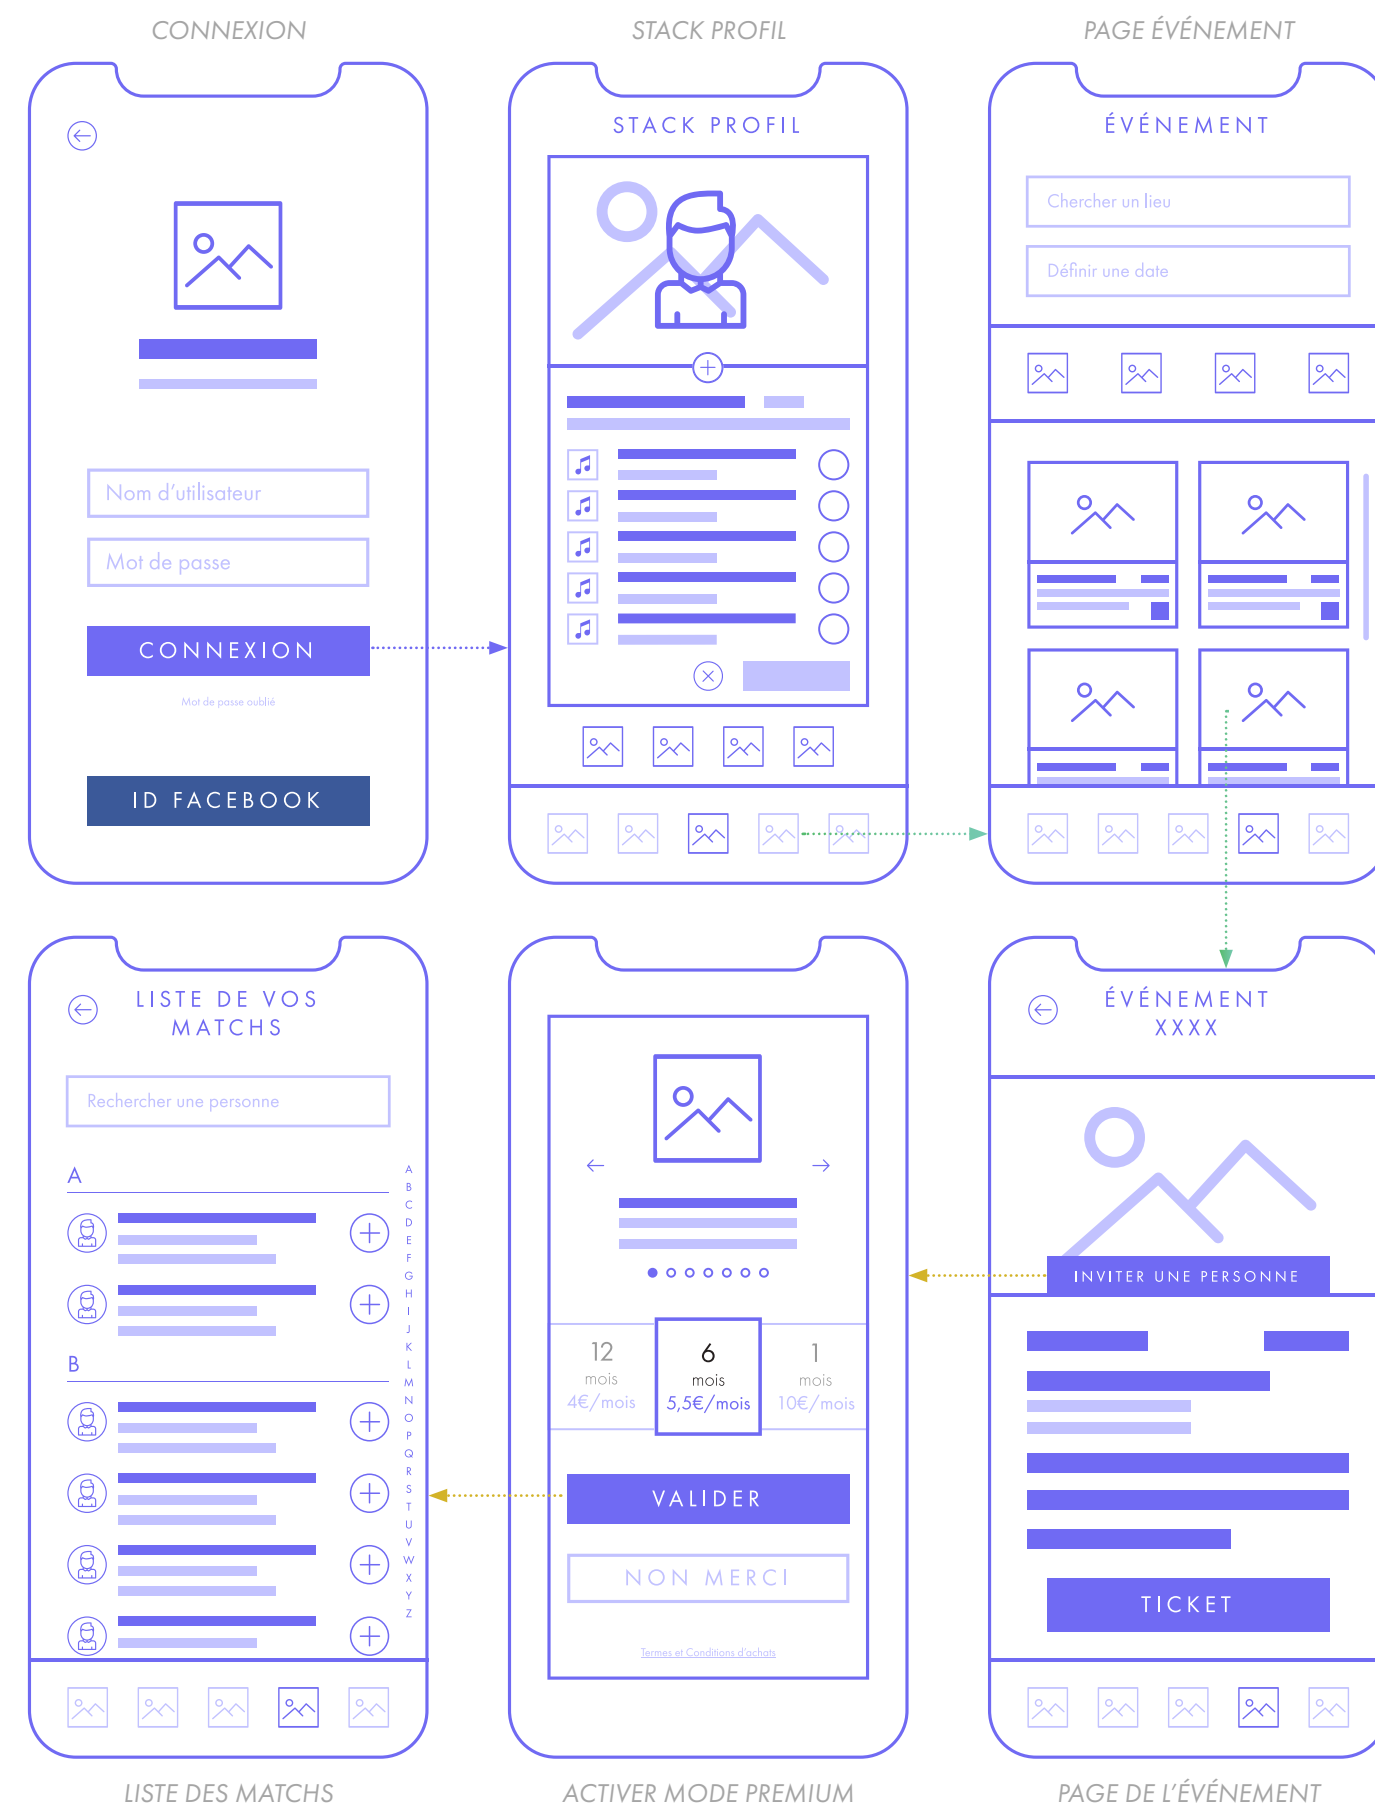 CONNEXION
STACK PROFIL
PAGE ÉVÉNEMENT
Nom d'utilisateur
Mot de passe
CONNEXION
Mot de passe oublié
ID FACEBOOK
STACK PROFIL
ÉVÉNEMENT
Chercher un lieu
Définir une date
LISTE DE VOS
MATCHS
Rechercher une personne
A
B
A
B
C
D
E
F
G
H
I
J
K
L
M
N
O
P
Q
R
S
T
U
V
W
X
Y
Z
12
mois
4€/mois
6
mois
5,5€/mois
1
mois
10€/mois
VALIDER
NON MERCI
Termes et Conditions d'achats
ÉVÉNEMENT
XXXX
INVITER UNE PERSONNE
TICKET
LISTE DES MATCHS
ACTIVER MODE PREMIUM
PAGE DE L'ÉVÉNEMENT